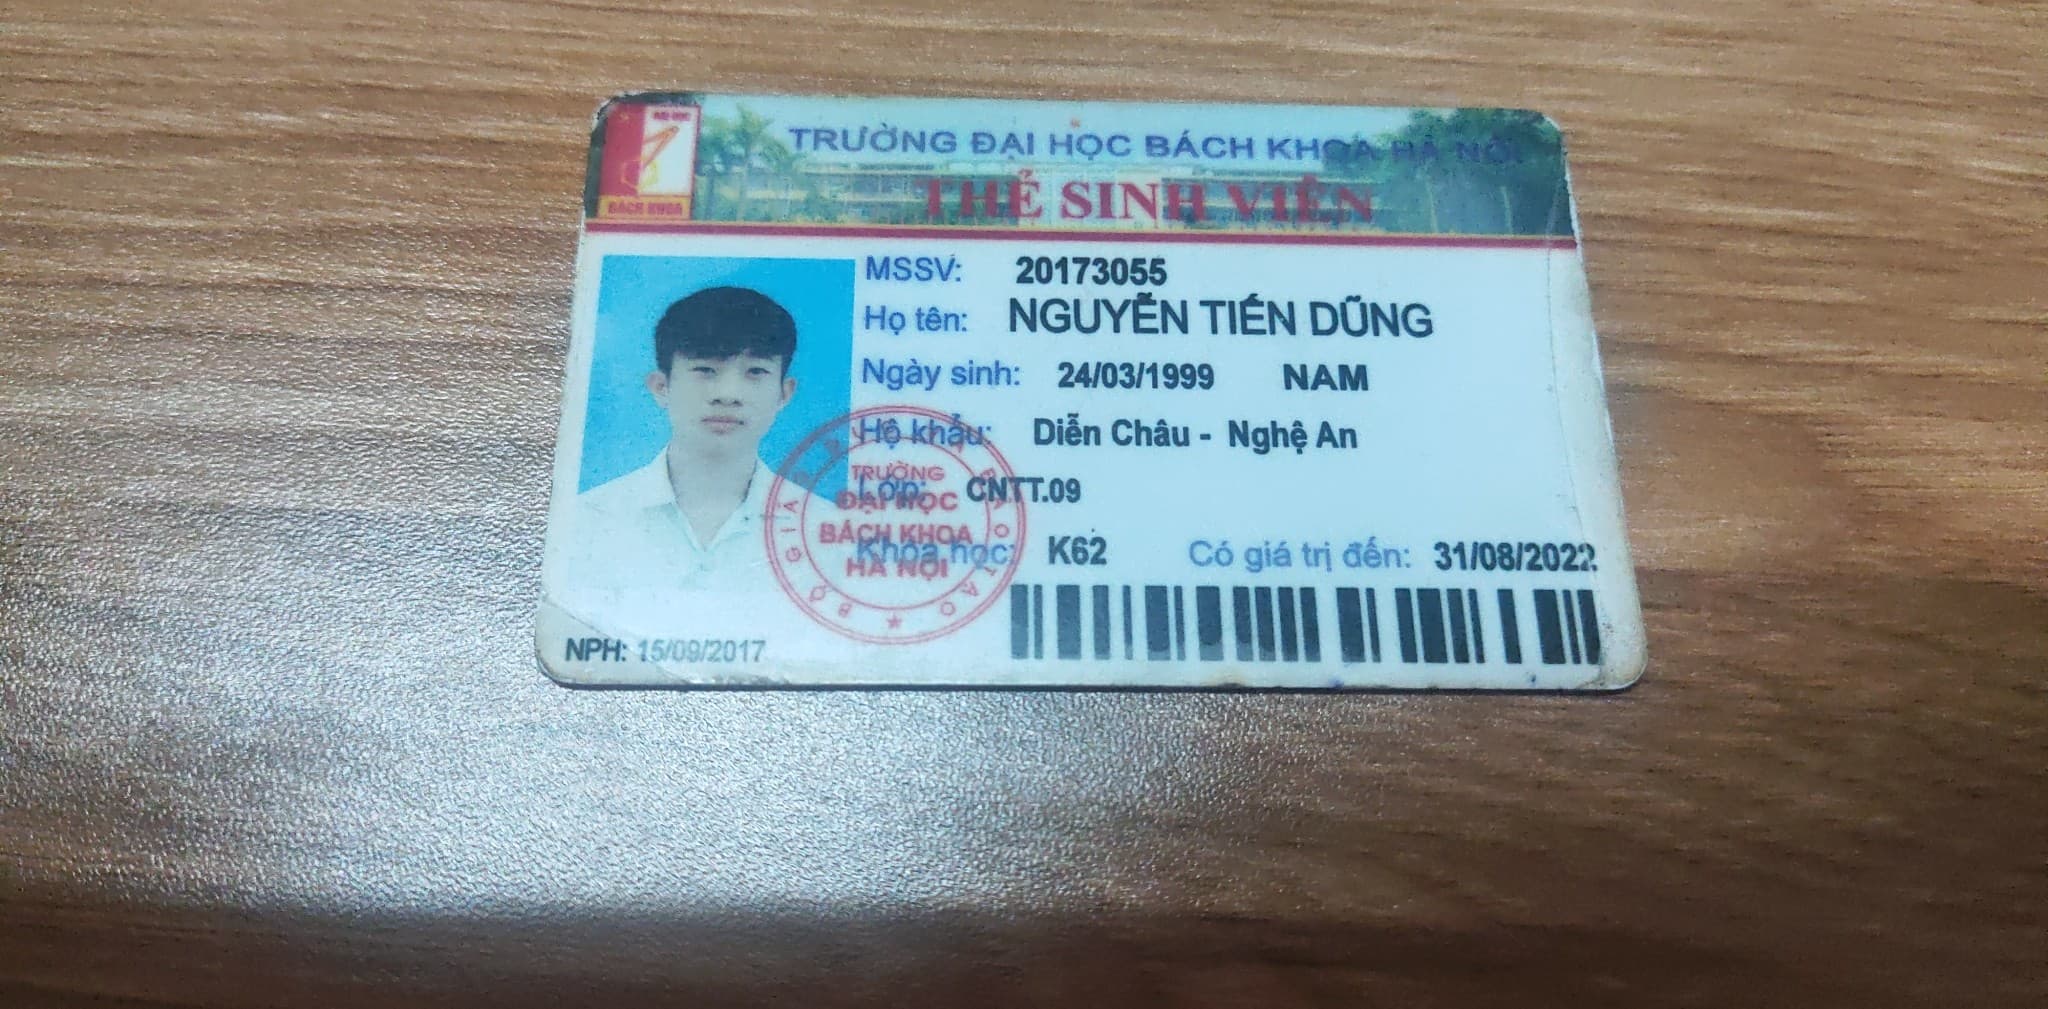 ĐẠI HỌC
BÁCH KHOA
TRƯỜNG ĐẠI HỌC BÁCH KHOA HÀ NỘI
THẺ SINH VIÊN
MSSV: 20173055
Họ tên: NGUYỄN TIẾN DŨNG
Ngày sinh: 24/03/1999 NAM
Hộ khẩu: Diễn Châu - Nghệ An
Lớp: CNTT.09
Khóa học: K62 Có giá trị đến: 31/08/2022
BỘ GIÁO DỤC VÀ ĐÀO TẠO
TRƯỜNG
ĐẠI HỌC
BÁCH KHOA
HÀ NỘI
NPH: 15/09/2017